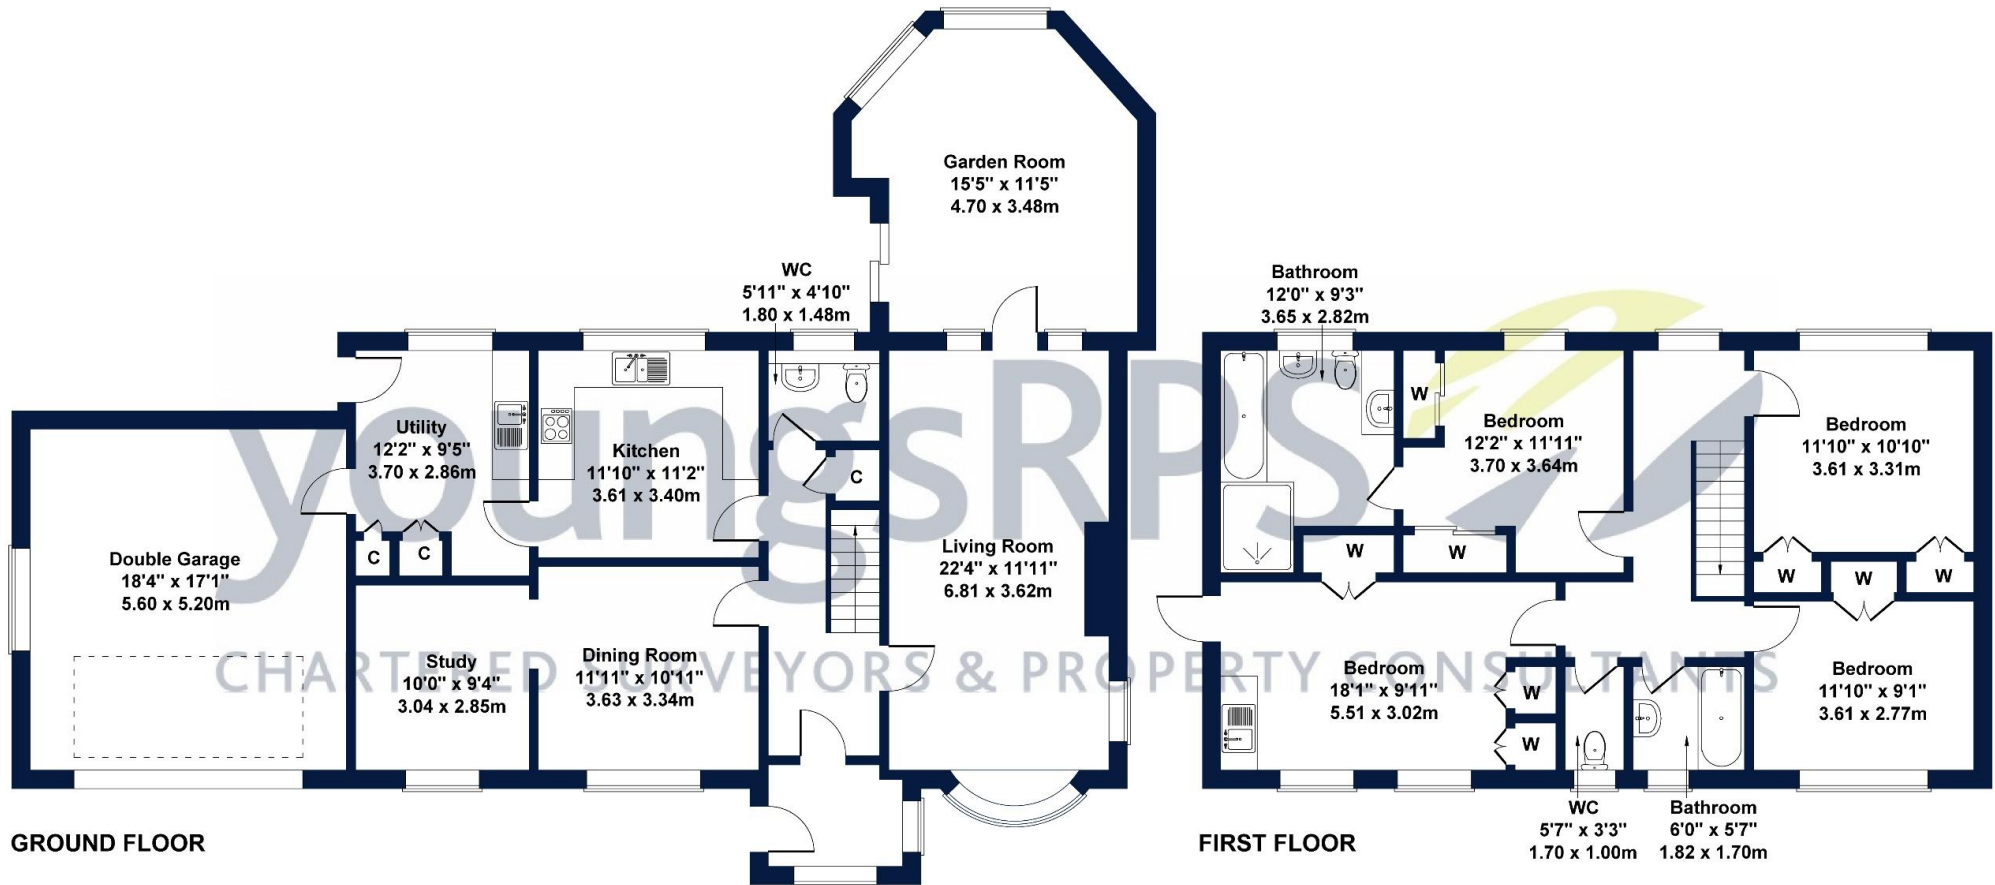 Garden Room
15'5" x 11'5"
4.70 x 3.48m
WC
5'11" x 4'10"
1.80 x 1.48m
Utility
12'2" x 9'5"
3.70 x 2.86m
Kitchen
11'10" x 11'2"
3.61 x 3.40m
C
C
C
Double Garage
18'4" x 17'1"
5.60 x 5.20m
Living Room
22'4" x 11'11"
6.81 x 3.62m
Study
10'0" x 9'4"
3.04 x 2.85m
Dining Room
11'11" x 10'11"
3.63 x 3.34m
GROUND FLOOR
Bathroom
12'0" x 9'3"
3.65 x 2.82m
W
Bedroom
12'2" x 11'11"
3.70 x 3.64m
Bedroom
11'10" x 10'10"
3.61 x 3.31m
W
W
W
W
W
Bedroom
18'1" x 9'11"
5.51 x 3.02m
W
W
Bedroom
11'10" x 9'1"
3.61 x 2.77m
WC
5'7" x 3'3"
1.70 x 1.00m
Bathroom
6'0" x 5'7"
1.82 x 1.70m
FIRST FLOOR
youngsRPS
CHARTERED SURVEYORS & PROPERTY CONSULTANTS